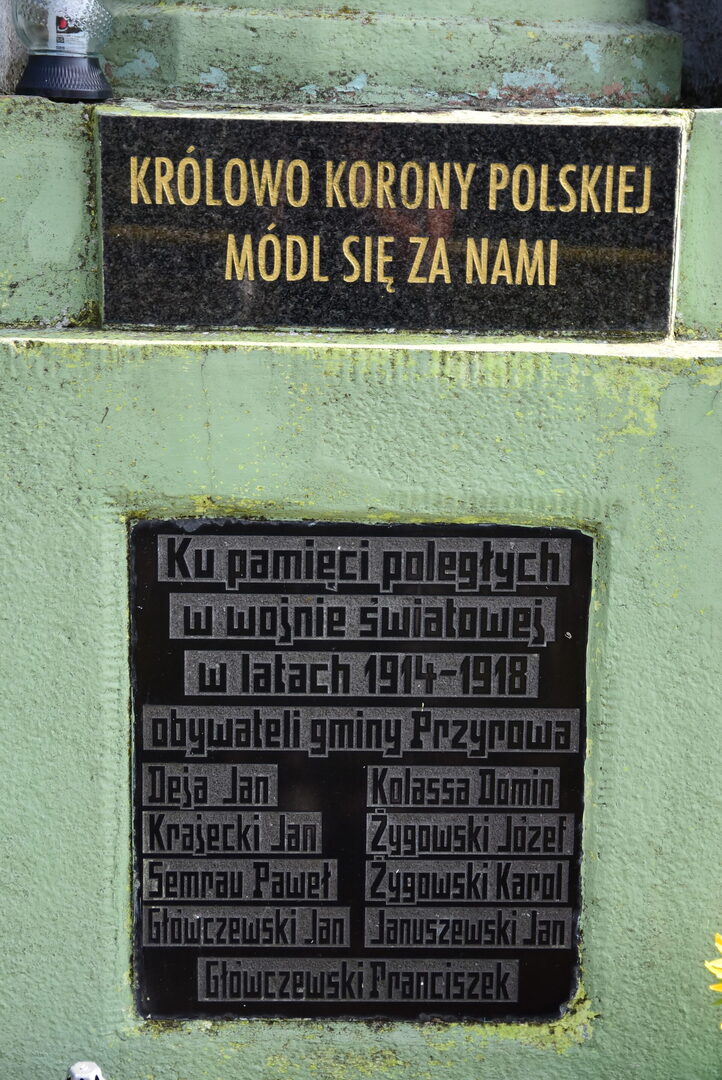 KRÓLOWO KORONY POLSKIEJ
MÓDL SIĘ ZA NAMI
Ku pamięci poległych
w wojnie światowej
w latach 1914-1918
obywateli gminy Przyrowa
Deja Jan Kolassa Domin
Krajecki Jan Żygowski Józef
Semrau Paweł Żygowski Karol
Główczewski Jan Januszewski Jan
Główczewski Franciszek